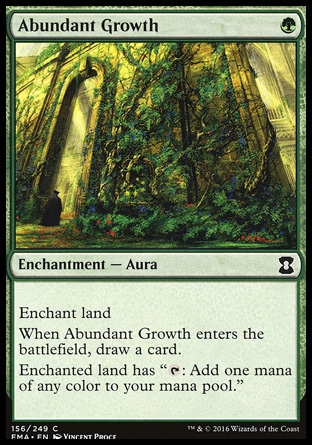 Abundant Growth
Enchantment — Aura
Enchant land
When Abundant Growth enters the
battlefield, draw a card.
Enchanted land has “: Add one mana
of any color to your mana pool.”
156/249 C
EMA • EN Vincent Proce
™ & © 2016 Wizards of the Coast